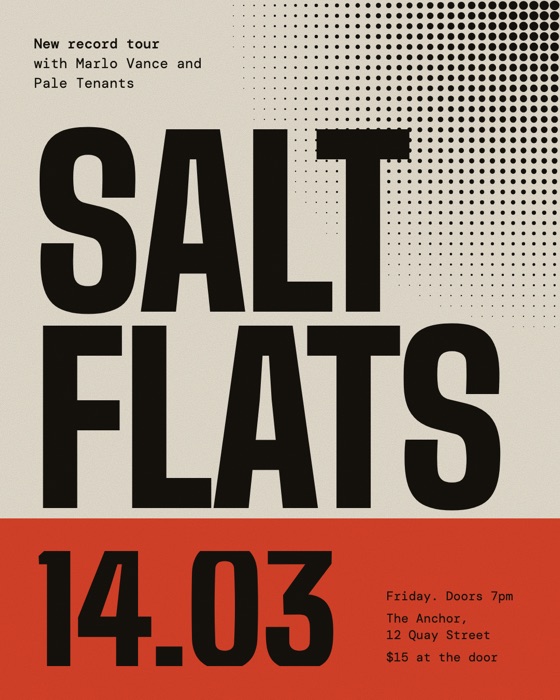 New record tour
with Marlo Vance and
Pale Tenants
SALT
FLATS
14.03
Friday. Doors 7pm
The Anchor,
12 Quay Street
$15 at the door